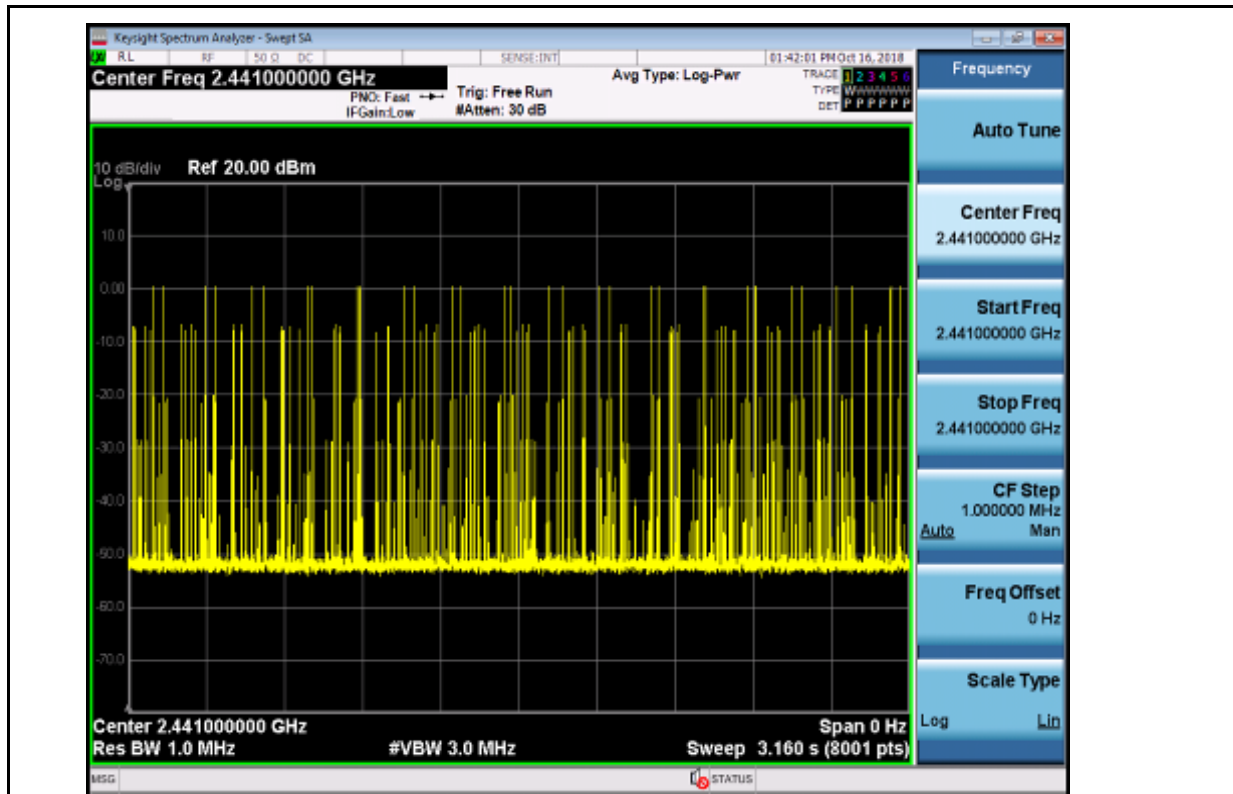 Keysight Spectrum Analyzer - Swept SA
RL RF 50 Ω DC SENSE:INT 01:42:01 PM Oct 16, 2018
Center Freq 2.441000000 GHz Avg Type: Log-Pwr TRACE 1 2 3 4 5 6
PNO: Fast Trig: Free Run TYPE
IFGain:Low #Atten: 30 dB DET P P P P P P
10 dB/div Ref 20.00 dBm
Log
10.0
0.00
-10.0
-20.0
-30.0
-40.0
-50.0
-60.0
-70.0
Center 2.441000000 GHz Span 0 Hz
Res BW 1.0 MHz #VBW 3.0 MHz Sweep 3.160 s (8001 pts)
MSG STATUS
Frequency
Auto Tune
Center Freq
2.441000000 GHz
Start Freq
2.441000000 GHz
Stop Freq
2.441000000 GHz
CF Step
1.000000 MHz
Auto Man
Freq Offset
0 Hz
Scale Type
Log Lin